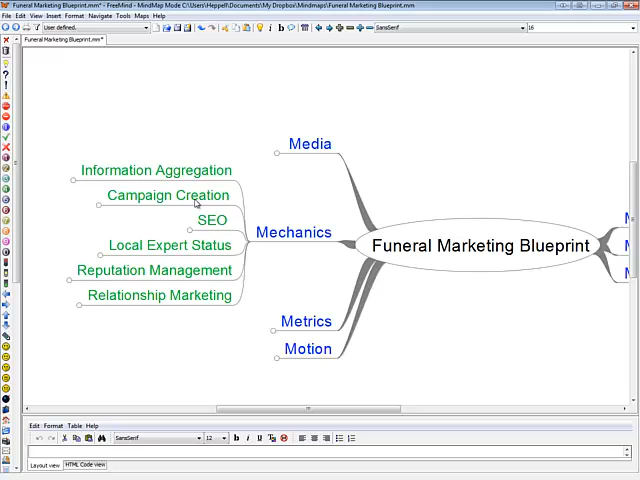 Funeral Marketing Blueprint.mm* - FreeMind - MindMap Mode C:\Users\Heppell\Documents\My Dropbox\Mindmaps\Funeral Marketing Blueprint.mm
File Edit View Insert Format Navigate Tools Maps Help
User defined.
SansSerif
16
Funeral Marketing Blueprint.mm*
Media
Information Aggregation
Campaign Creation
SEO
Mechanics
Local Expert Status
Funeral Marketing Blueprint
Reputation Management
Relationship Marketing
Metrics
Motion
M
M
M
Edit Format Table Help
SansSerif
12
b i u
Layout view HTML Code view